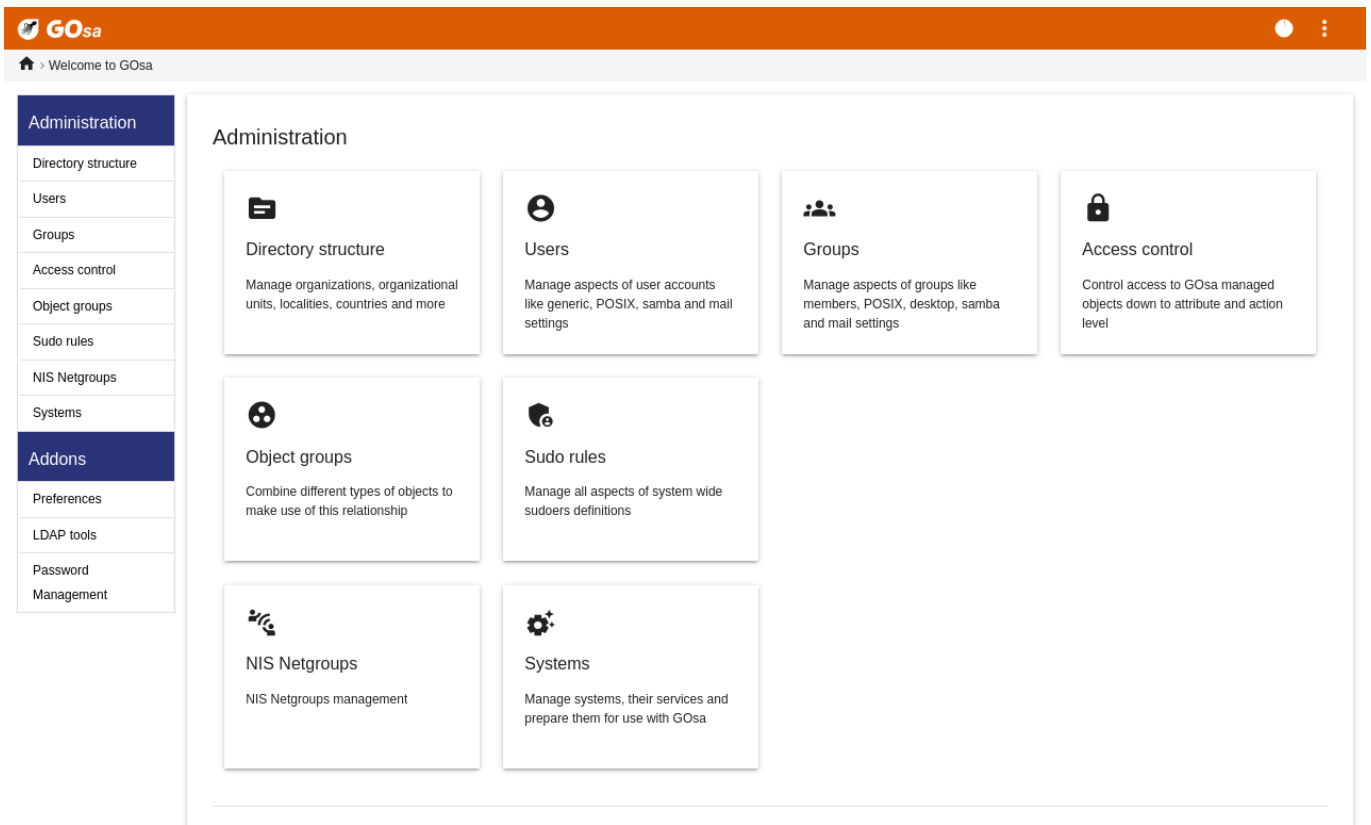 GOsa
› Welcome to GOsa
Administration
Directory structure
Users
Groups
Access control
Object groups
Sudo rules
NIS Netgroups
Systems
Addons
Preferences
LDAP tools
Password
Management
Administration
Directory structure
Manage organizations, organizational
units, localities, countries and more
Users
Manage aspects of user accounts
like generic, POSIX, samba and mail
settings
Groups
Manage aspects of groups like
members, POSIX, desktop, samba
and mail settings
Access control
Control access to GOsa managed
objects down to attribute and action
level
Object groups
Combine different types of objects to
make use of this relationship
Sudo rules
Manage all aspects of system wide
sudoers definitions
NIS Netgroups
NIS Netgroups management
Systems
Manage systems, their services and
prepare them for use with GOsa